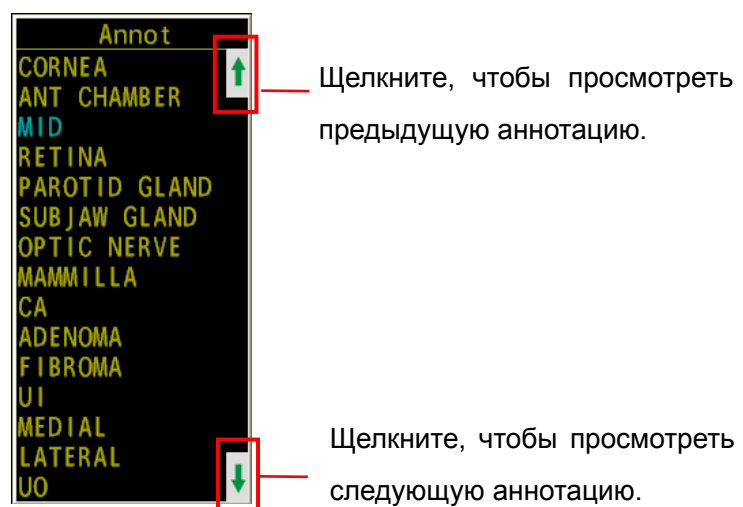 Annot
CORNEA
ANT CHAMBER
MID
RETINA
PAROTID GLAND
SUBJAW GLAND
OPTIC NERVE
MAMMILLA
CA
ADENOMA
FIBROMA
UI
MEDIAL
LATERAL
UO
Щелкните, чтобы просмотреть
предыдущую аннотацию.
Щелкните, чтобы просмотреть
следующую аннотацию.